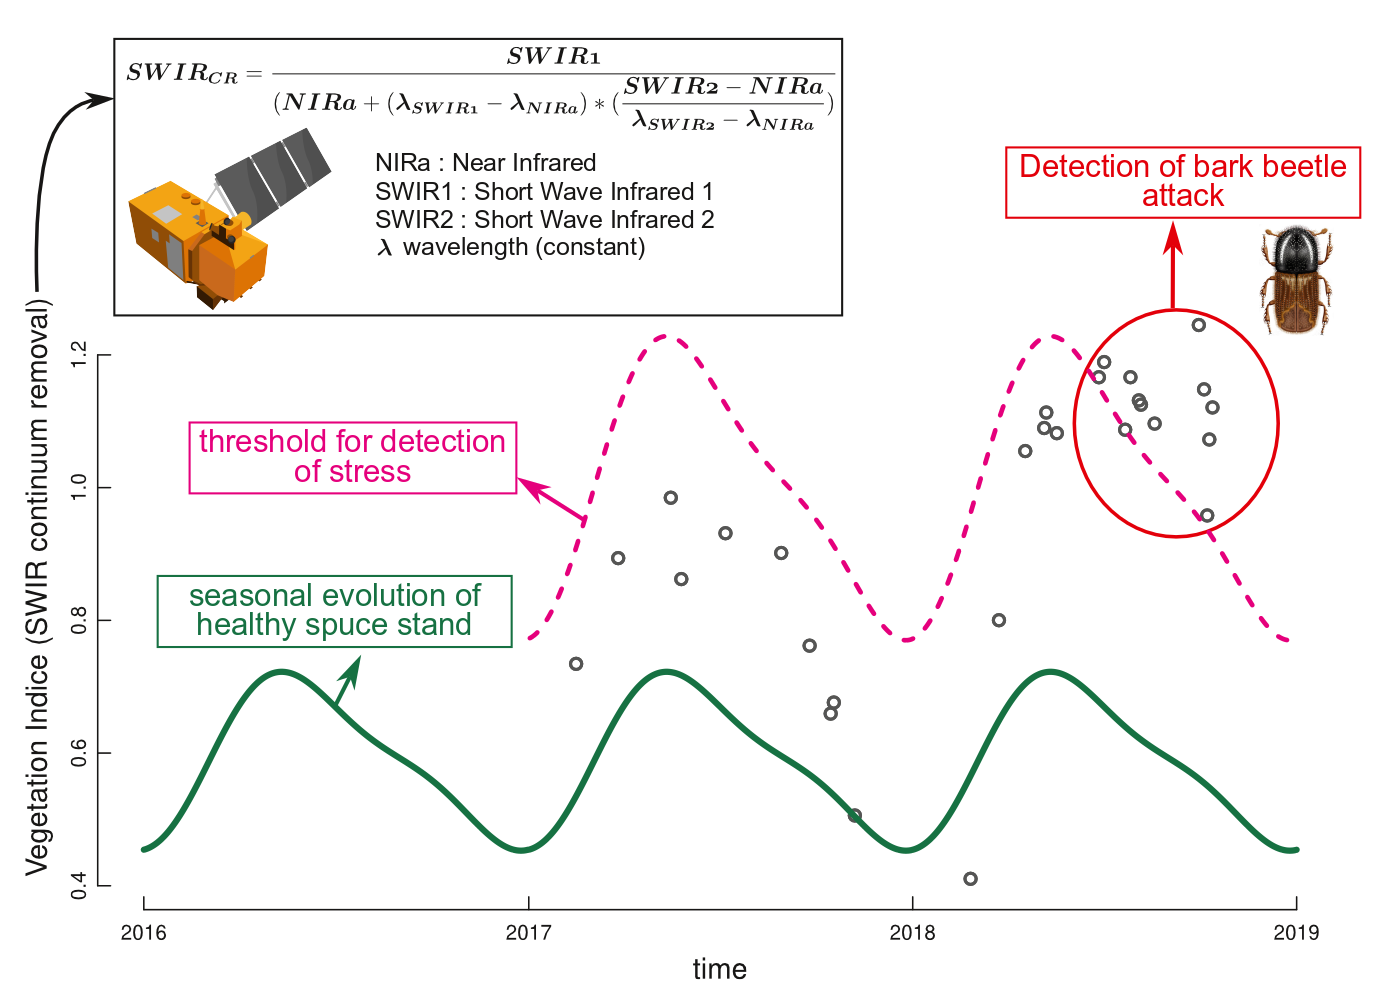 SWIR_CR = SWIR1 / (NIRa + (λ_SWIR1 − λ_NIRa) * (SWIR2 − NIRa / λ_SWIR2 − λ_NIRa))
NIRa : Near Infrared
SWIR1 : Short Wave Infrared 1
SWIR2 : Short Wave Infrared 2
λ wavelength (constant)
Detection of bark beetle
attack
threshold for detection
of stress
seasonal evolution of
healthy spuce stand
Vegetation Indice (SWIR continuum removal)
1.2
1.0
0.8
0.6
0.4
2016
2017
2018
2019
time